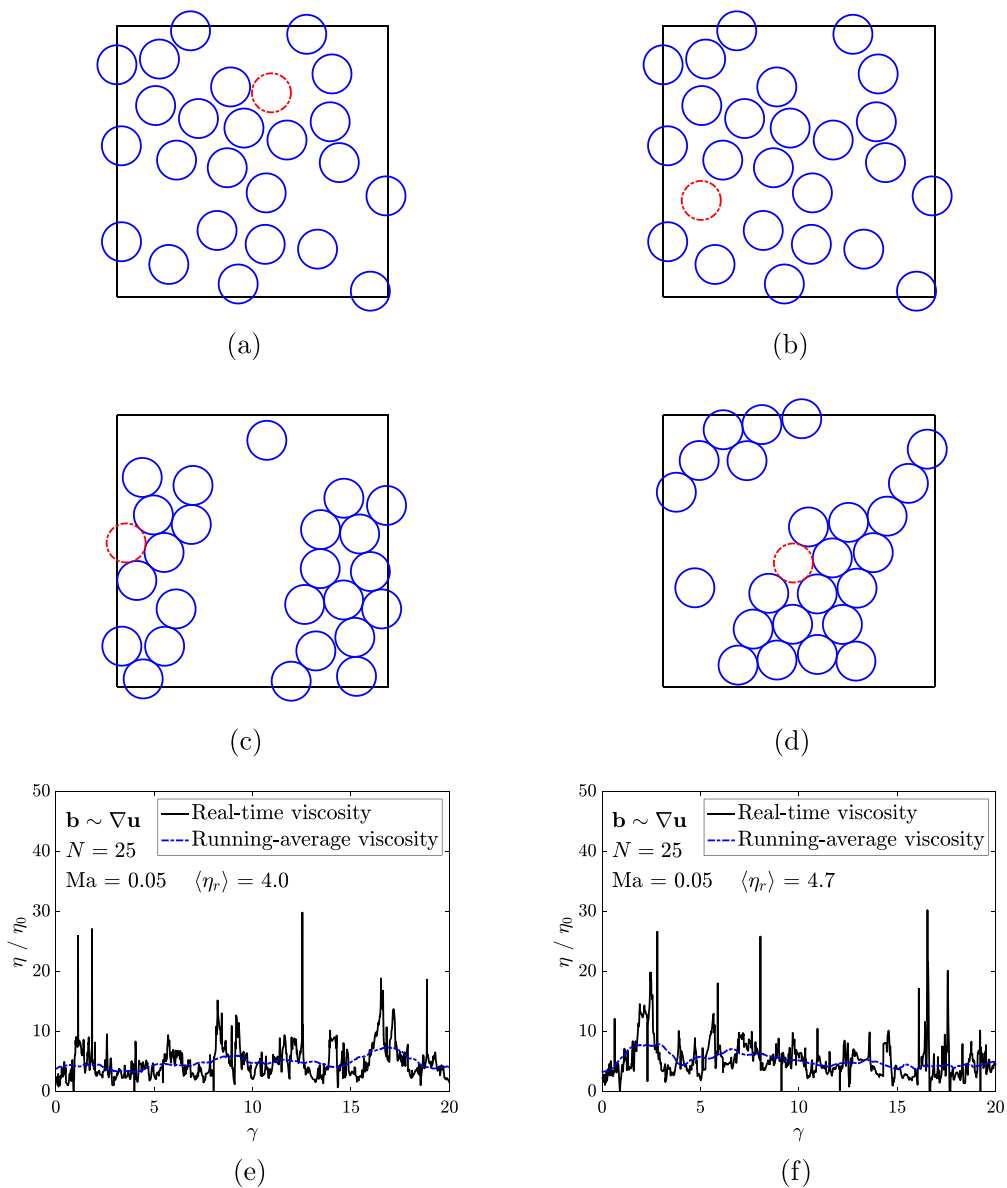 (a)
(b)
(c)
(d)
50
40
30
20
10
0
η / η₀
b ∼ ∇u
N = 25
Ma = 0.05 ⟨ηᵣ⟩ = 4.0
Real-time viscosity
Running-average viscosity
0 5 10 15 20
γ
(e)
50
40
30
20
10
0
η / η₀
b ∼ ∇u
N = 25
Ma = 0.05 ⟨ηᵣ⟩ = 4.7
Real-time viscosity
Running-average viscosity
0 5 10 15 20
γ
(f)